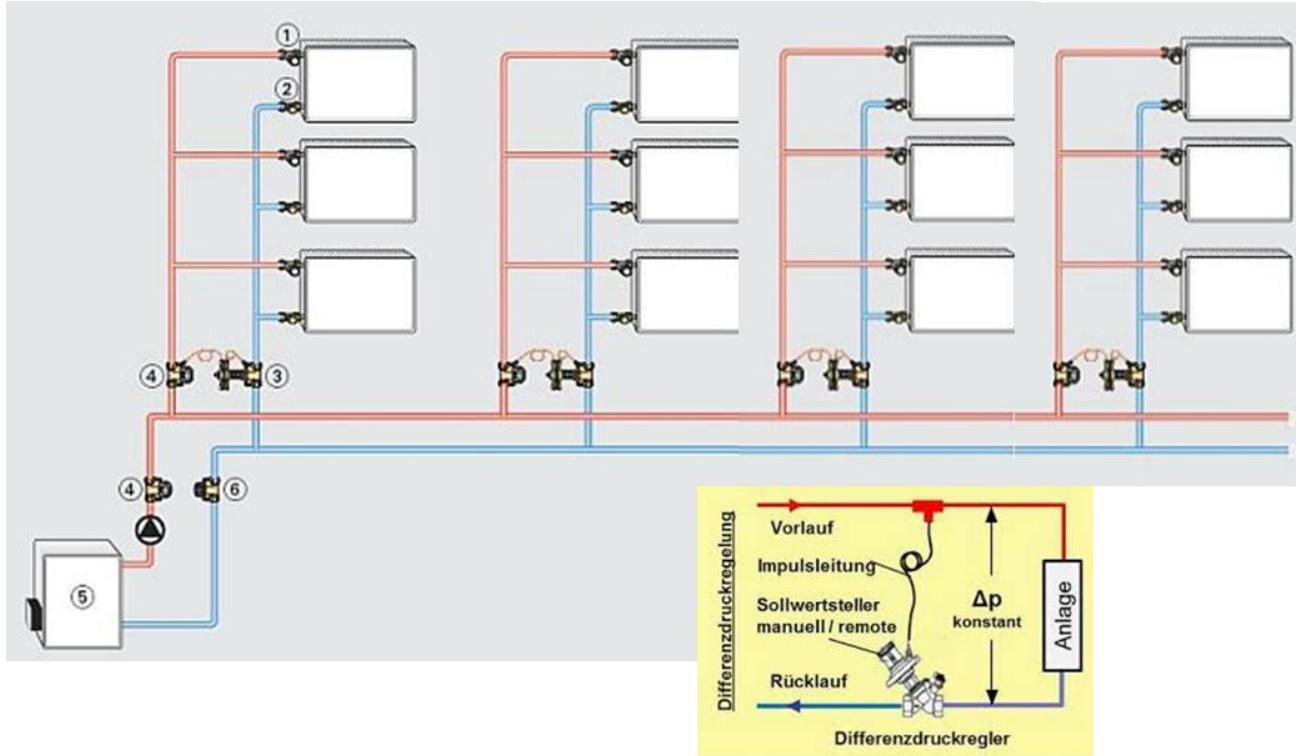 ①
②
④
③
④
⑥
⑤
Differenzdruckregelung
Vorlauf
Impulsleitung
Sollwertsteller
manuell / remote
Rücklauf
Δp
konstant
Anlage
Differenzdruckregler